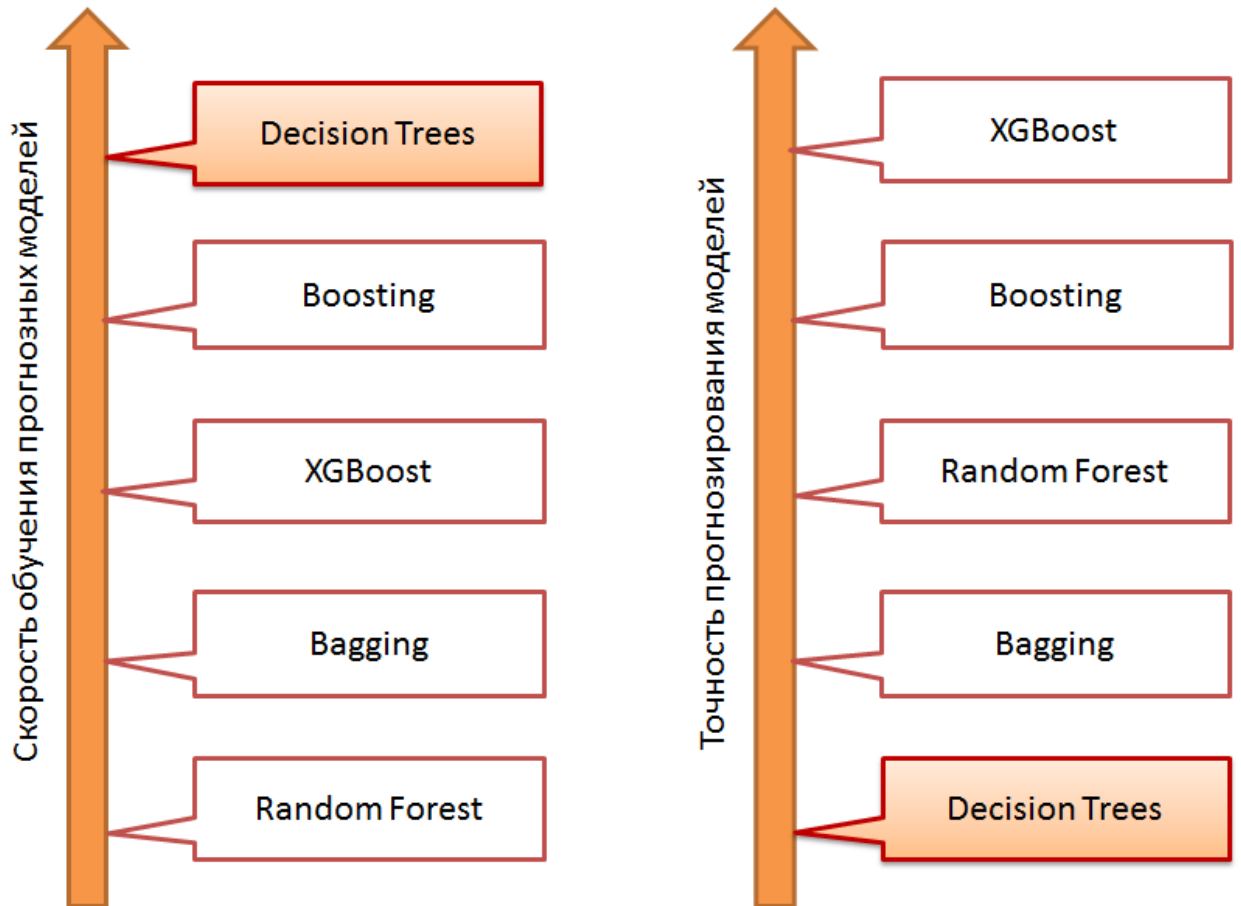 Скорость обучения прогнозных моделей
Decision Trees
Boosting
XGBoost
Bagging
Random Forest
Точность прогнозирования моделей
XGBoost
Boosting
Random Forest
Bagging
Decision Trees